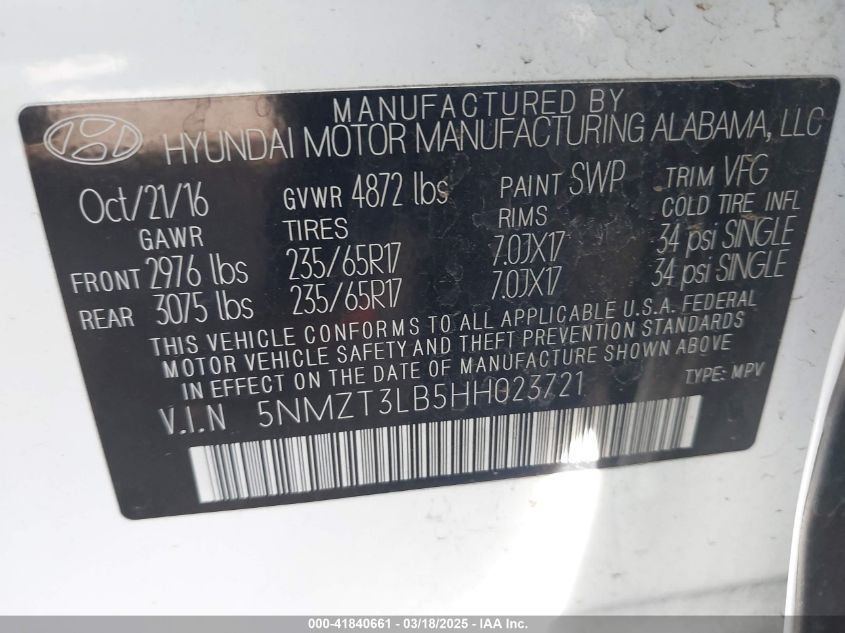 MANUFACTURED BY
HYUNDAI MOTOR MANUFACTURING ALABAMA, LLC
Oct/21/16 GVWR 4872 lbs PAINT SWP TRIM VFG
GAWR TIRES RIMS COLD TIRE INFL
FRONT 2976 lbs 235/65R17 7.0JX17 34 psi SINGLE
REAR 3075 lbs 235/65R17 7.0JX17 34 psi SINGLE
THIS VEHICLE CONFORMS TO ALL APPLICABLE U.S.A. FEDERAL
MOTOR VEHICLE SAFETY AND THEFT PREVENTION STANDARDS
IN EFFECT ON THE DATE OF MANUFACTURE SHOWN ABOVE
V.I.N 5NMZT3LB5HH023721 TYPE: MPV
000-41840661 / 03/18/2025 - IAA Inc.